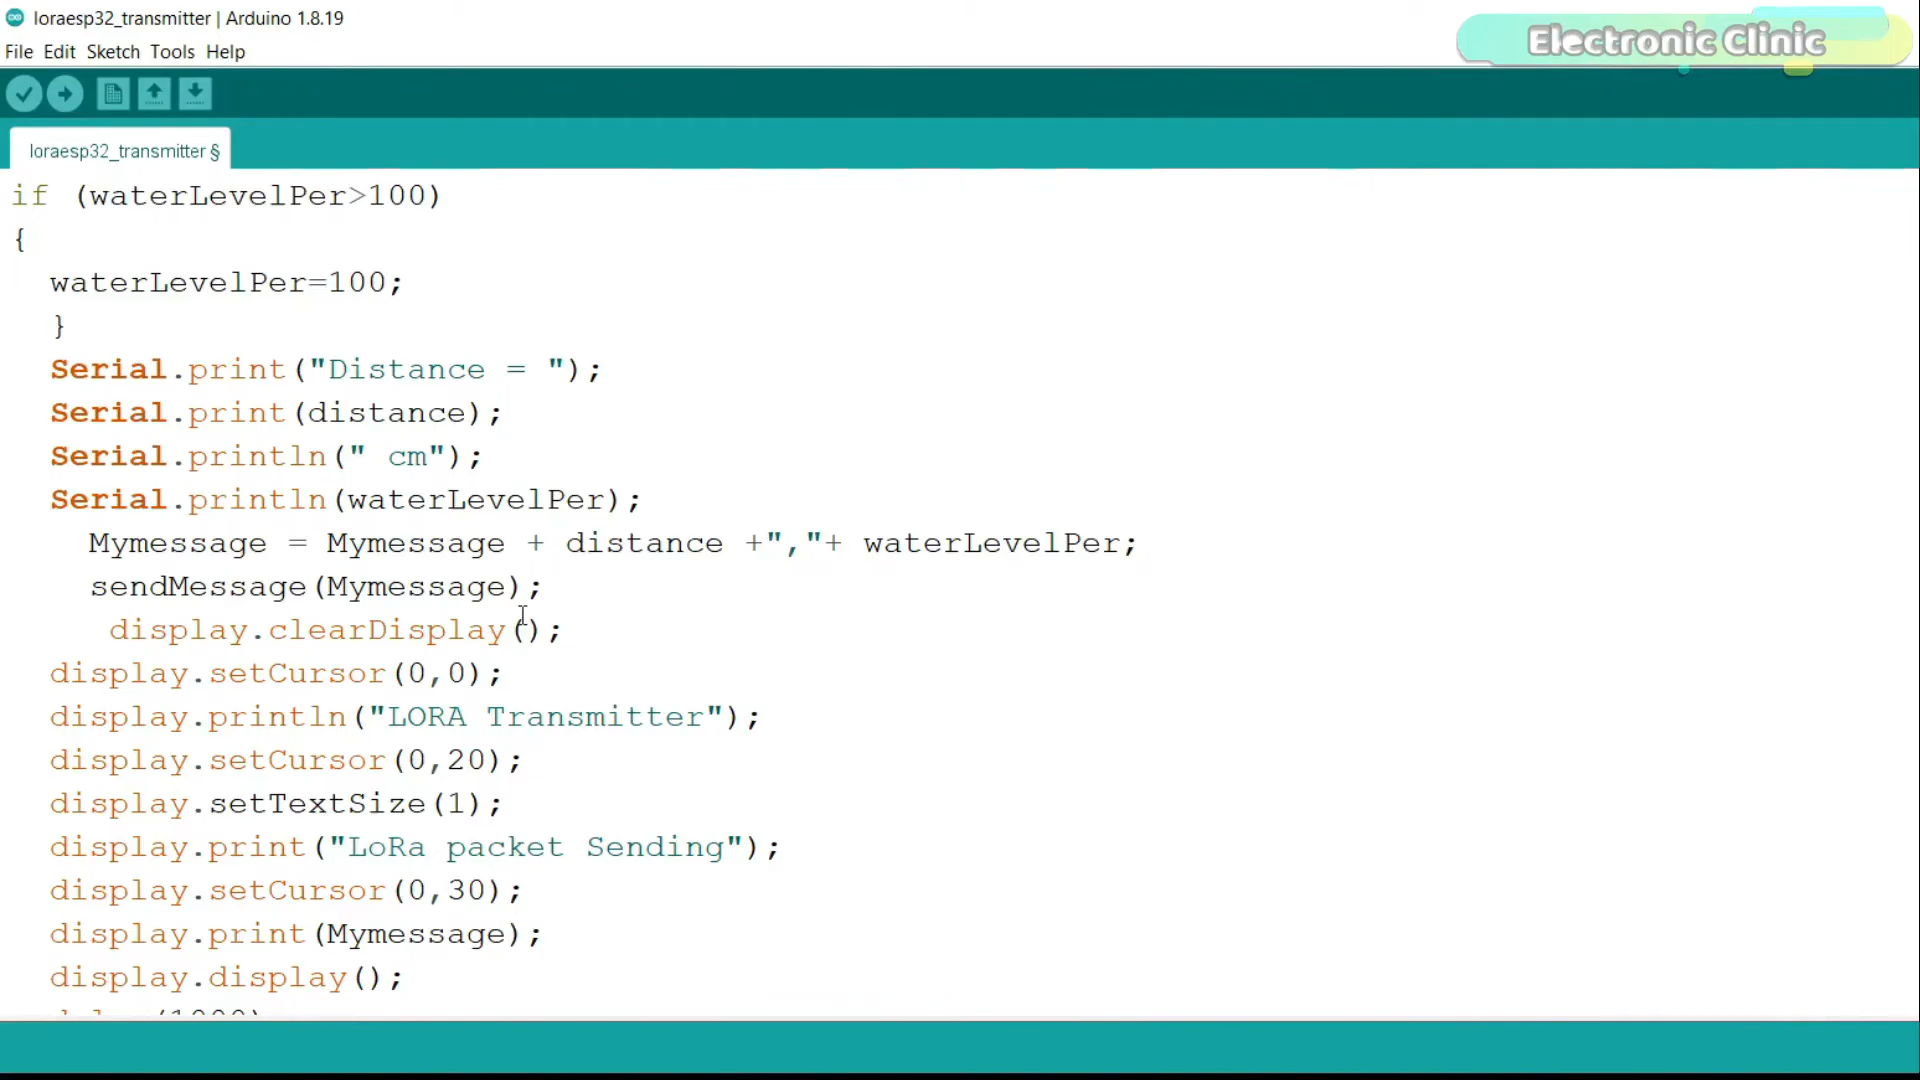 loraesp32_transmitter | Arduino 1.8.19
Electronic Clinic
File Edit Sketch Tools Help
loraesp32_transmitter §
if (waterLevelPer>100)
{
waterLevelPer=100;
}
Serial.print("Distance = ");
Serial.print(distance);
Serial.println(" cm");
Serial.println(waterLevelPer);
Mymessage = Mymessage + distance +","+ waterLevelPer;
sendMessage(Mymessage);
display.clearDisplay();
display.setCursor(0,0);
display.println("LORA Transmitter");
display.setCursor(0,20);
display.setTextSize(1);
display.print("LoRa packet Sending");
display.setCursor(0,30);
display.print(Mymessage);
display.display();